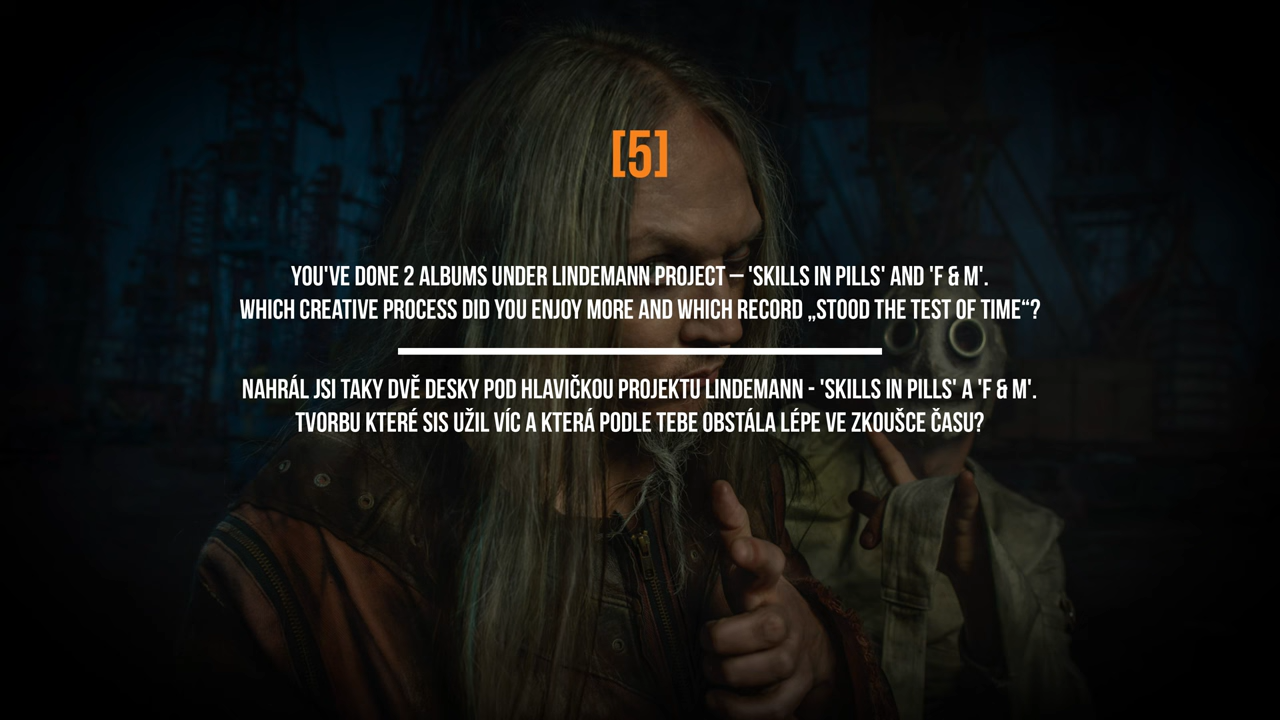 [5]
YOU'VE DONE 2 ALBUMS UNDER LINDEMANN PROJECT – 'SKILLS IN PILLS' AND 'F & M'.
WHICH CREATIVE PROCESS DID YOU ENJOY MORE AND WHICH RECORD „STOOD THE TEST OF TIME“?
NAHRÁL JSI TAKY DVĚ DESKY POD HLAVIČKOU PROJEKTU LINDEMANN - 'SKILLS IN PILLS' A 'F & M'.
TVORBU KTERÉ SIS UŽIL VÍC A KTERÁ PODLE TEBE OBSTÁLA LÉPE VE ZKOUŠCE ČASU?